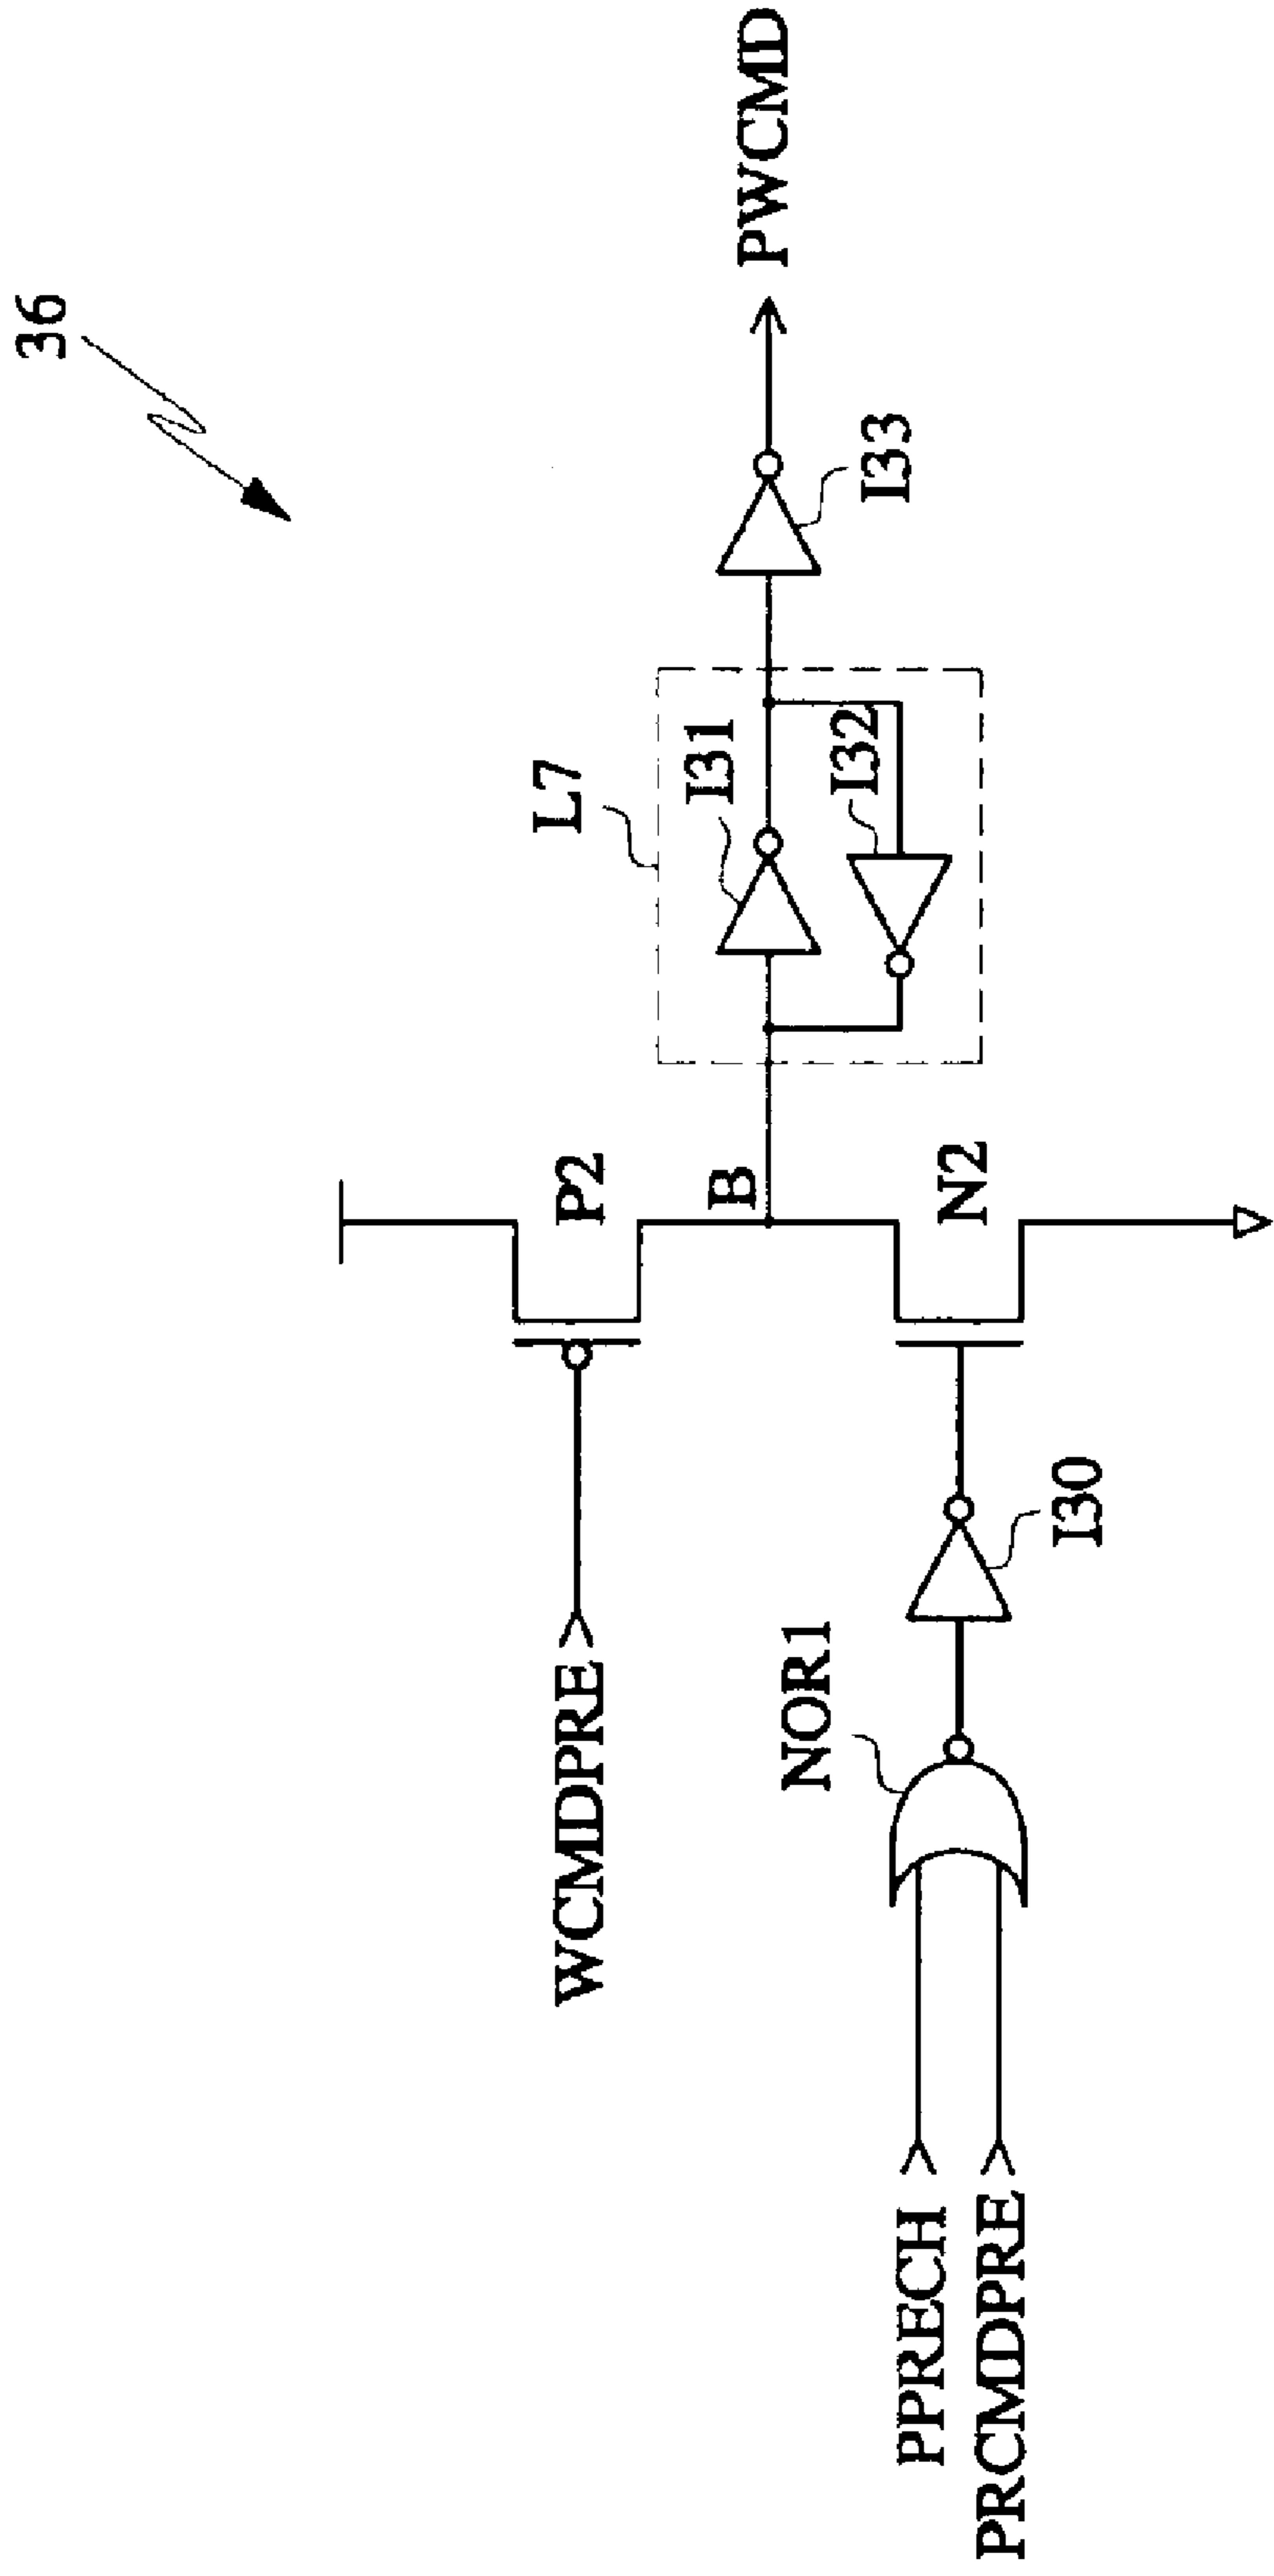 36
WCMDPRE
P2
L7
I31
B
PWCMD
NOR1
I32
I33
PPRECH
N2
PRCMDPRE
I30